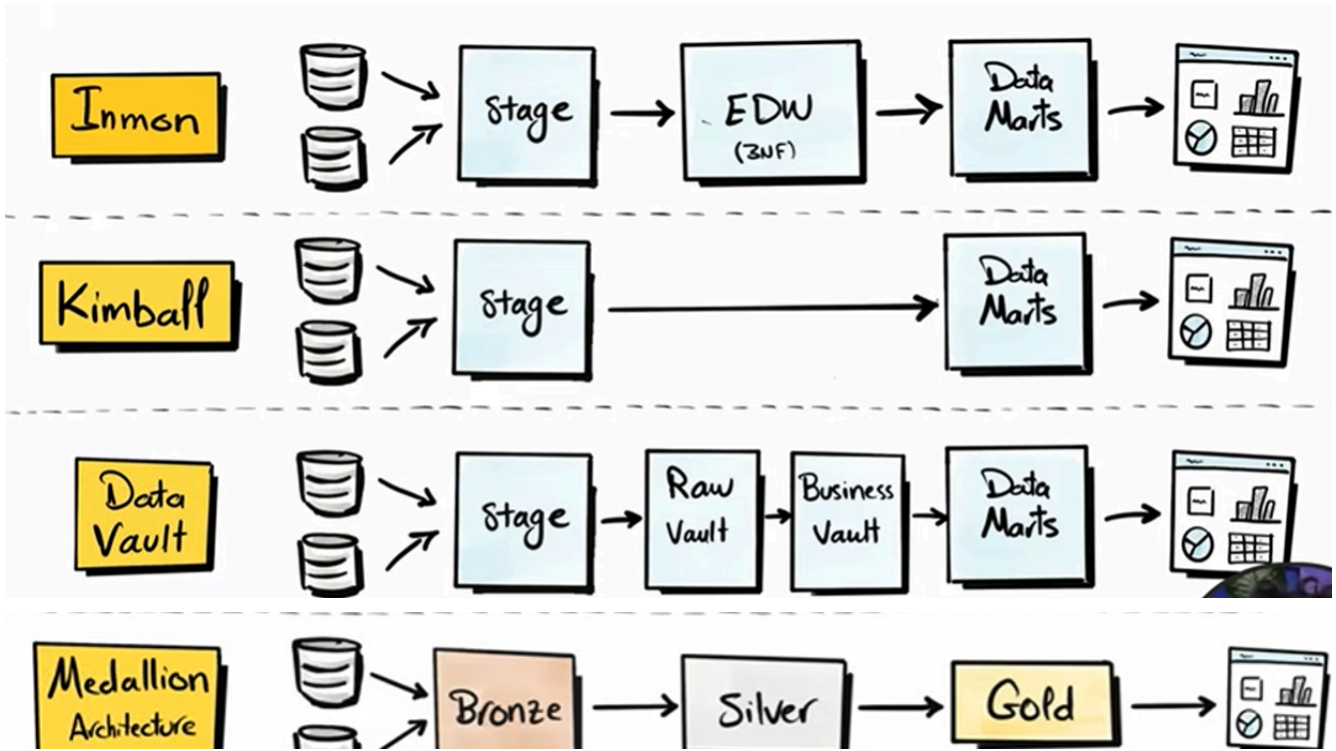 Inmon
Stage
EDW
(3NF)
Data
Marts
Kimball
Stage
Data
Marts
Data
Vault
Stage
Raw
Vault
Business
Vault
Data
Marts
Medallion
Architecture
Bronze
Silver
Gold